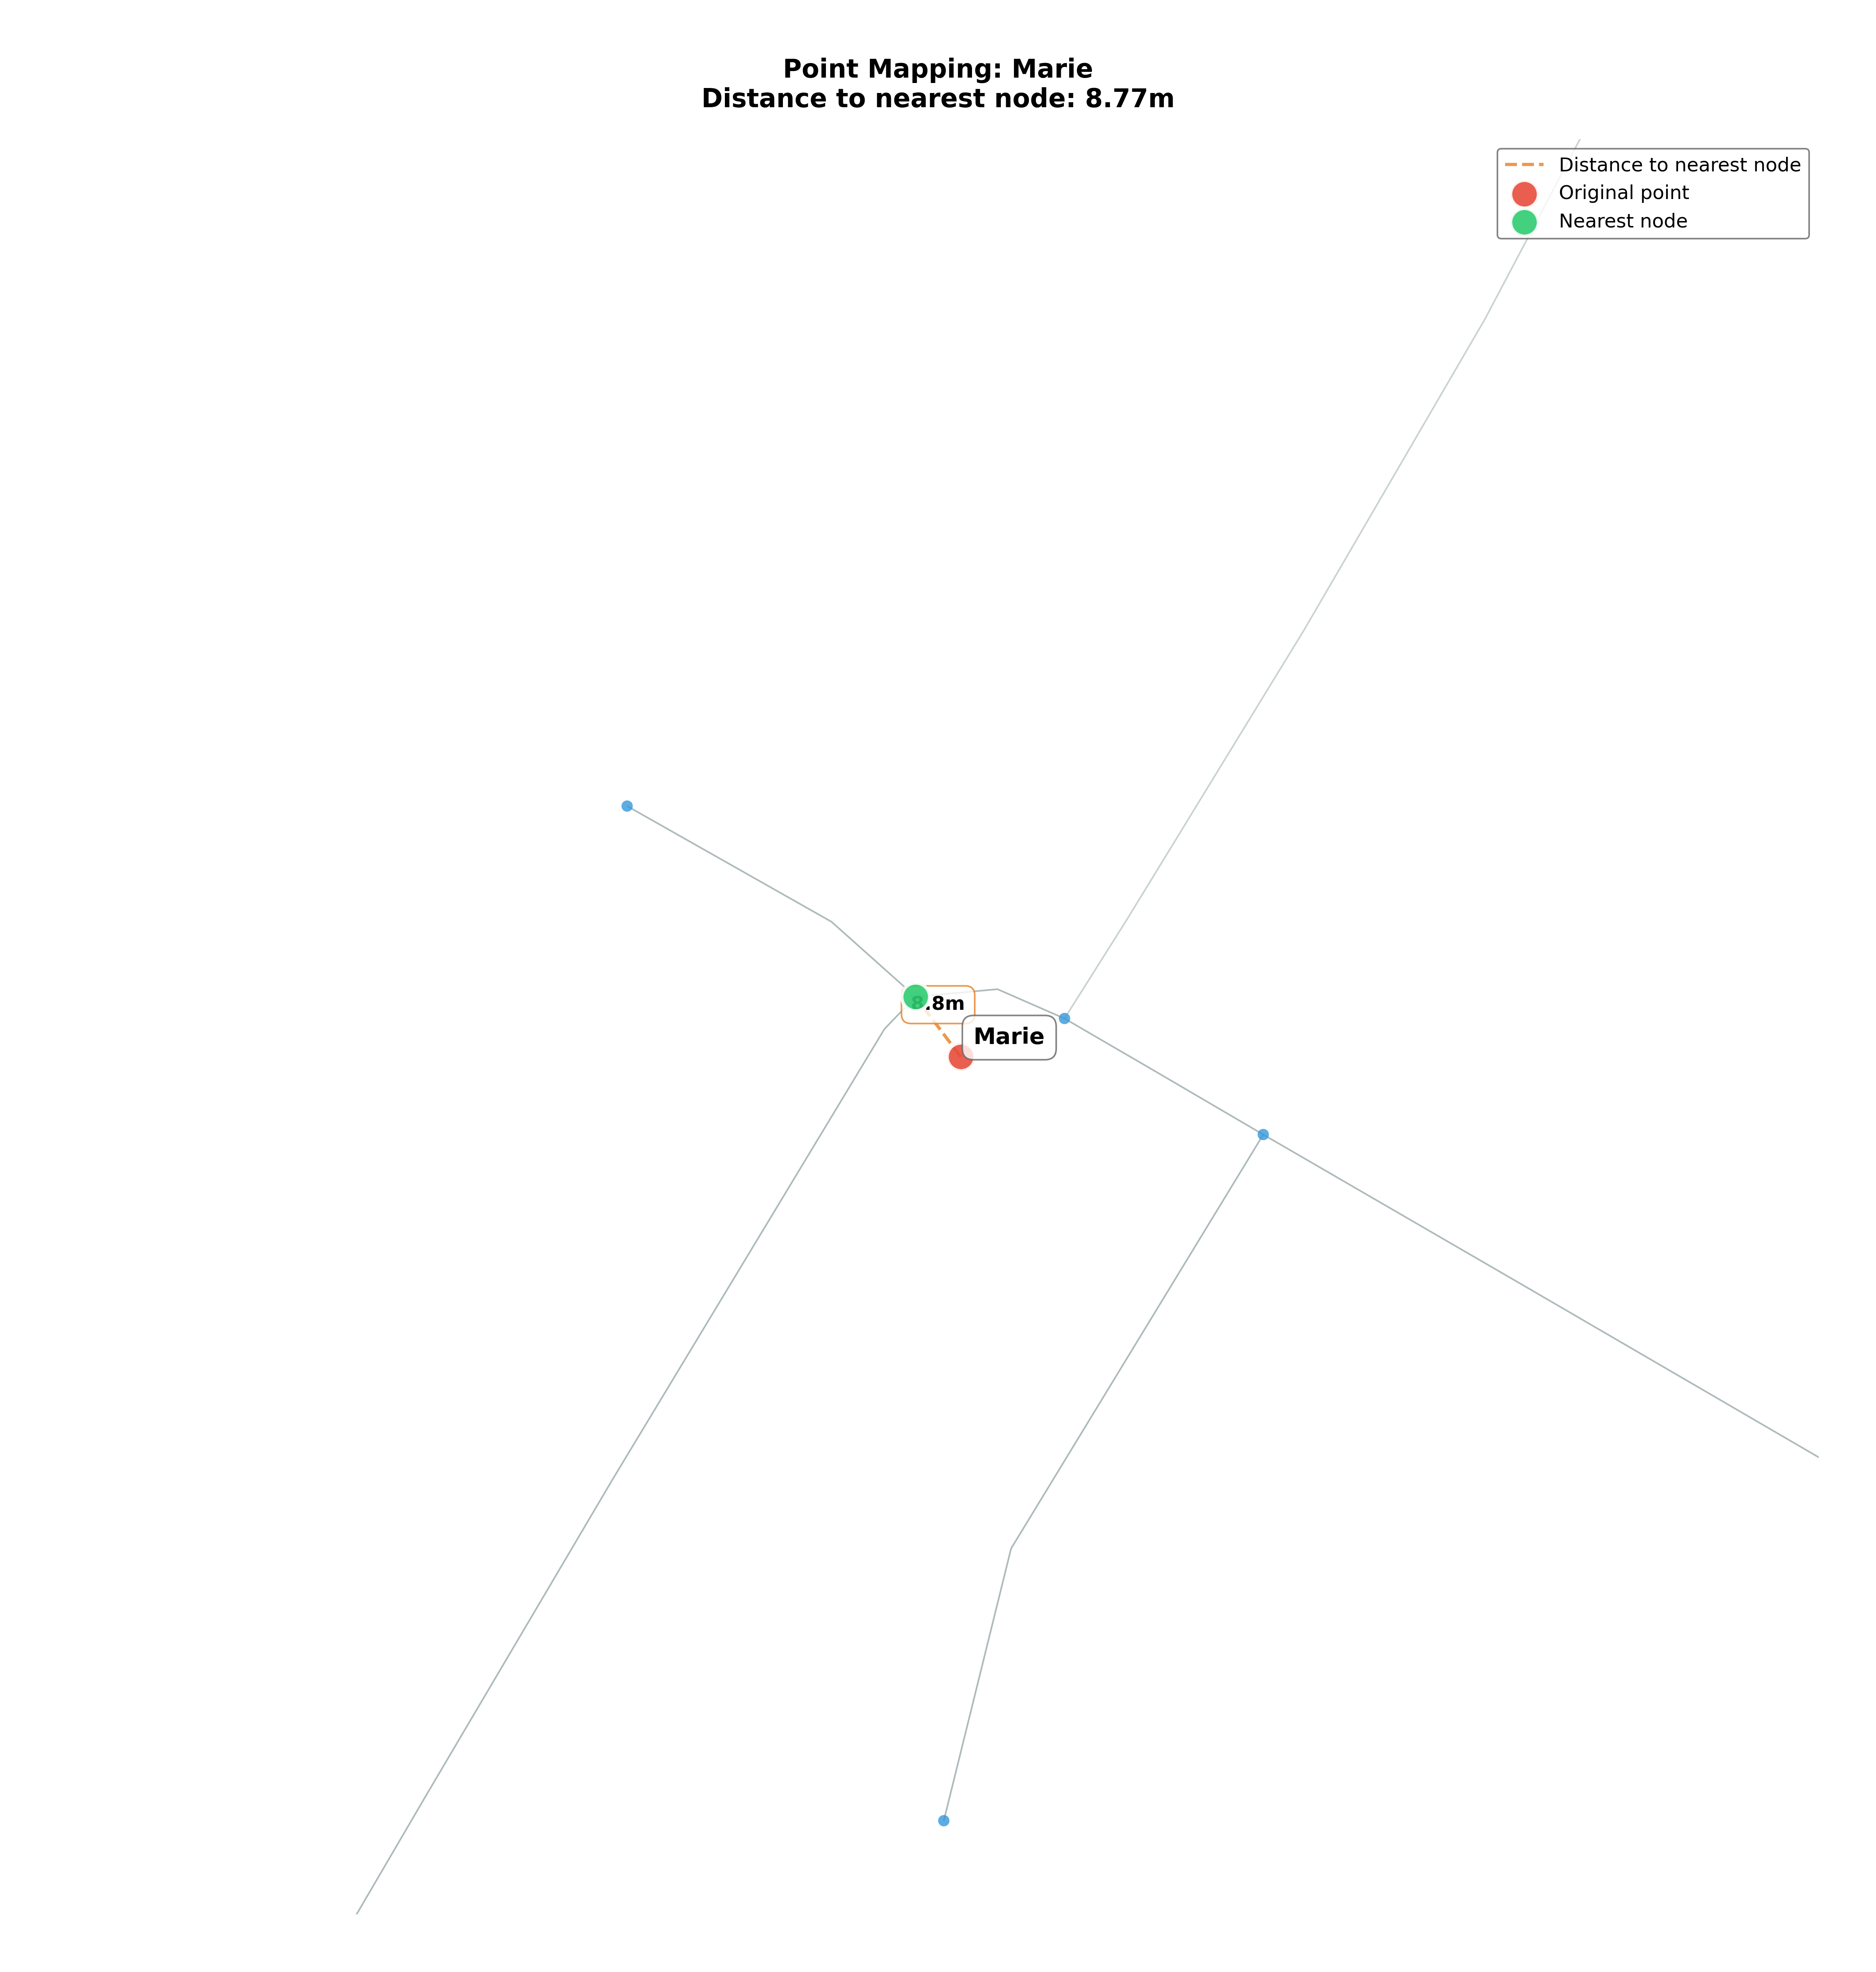 Point Mapping: Marie
Distance to nearest node: 8.77m
Distance to nearest node
Original point
Nearest node
8.8m
Marie